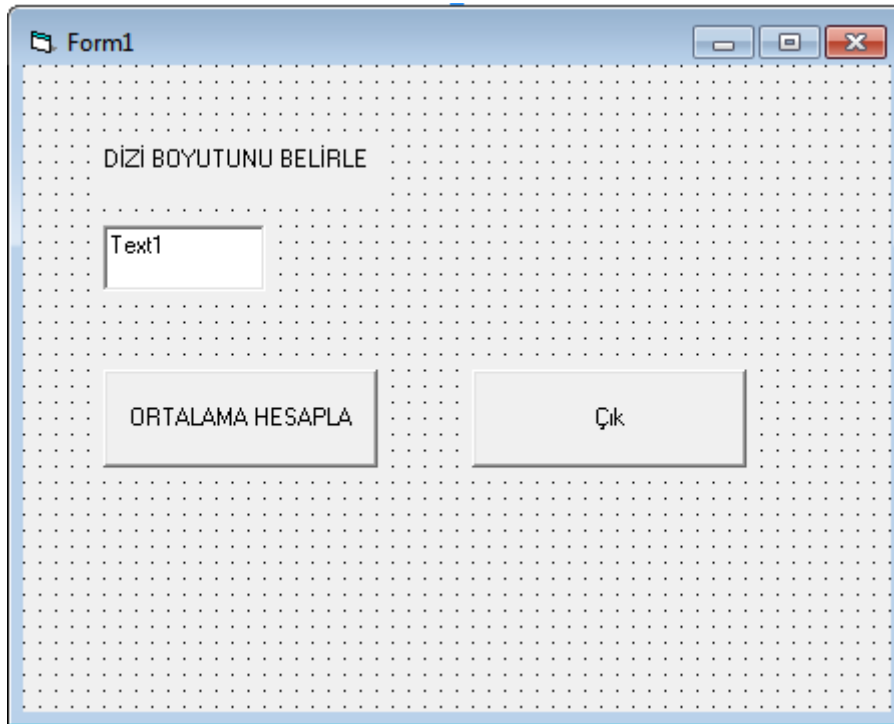 Form1
DİZİ BOYUTUNU BELİRLE
Text1
ORTALAMA HESAPLA
Çık